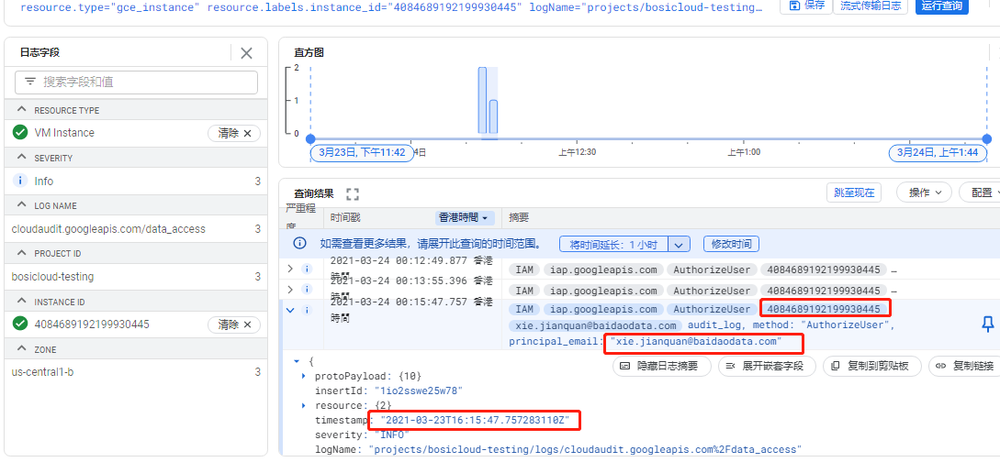 resource.type="gce_instance" resource.labels.instance_id="4084689192199930445" logName="projects/bosicloud-testing…
保存
流式传输日志
运行查询
日志字段
搜索字段和值
RESOURCE TYPE
VM Instance
清除
SEVERITY
Info 3
LOG NAME
cloudaudit.googleapis.com/data_access 3
PROJECT ID
bosicloud-testing 3
INSTANCE ID
4084689192199930445
清除
ZONE
us-central1-b 3
直方图
2
1
0
3月23日, 下午11:42
4日
上午12:30
上午1:00
3月24日, 上午1:44
查询结果
跳至现在
操作
配置
严重程度
时间戳
香港時間
摘要
如需查看更多结果，请展开此查询的时间范围。
将时间延长：1 小时
修改时间
2021-03-24 00:12:49.877 香港時間 IAM iap.googleapis.com AuthorizeUser 4084689192199930445 …
2021-03-24 00:13:55.396 香港時間 IAM iap.googleapis.com AuthorizeUser 4084689192199930445 …
2021-03-24 00:15:47.757 香港時間 IAM iap.googleapis.com AuthorizeUser 4084689192199930445
xie.jianquan@baidaodata.com audit_log, method: "AuthorizeUser",
principal_email: "xie.jianquan@baidaodata.com"
隐藏日志摘要
展开嵌套字段
复制到剪贴板
复制链接
{
protoPayload: {10}
insertId: "1io2sswe25w78"
resource: {2}
timestamp: "2021-03-23T16:15:47.757283110Z"
severity: "INFO"
logName: "projects/bosicloud-testing/logs/cloudaudit.googleapis.com%2Fdata_access"